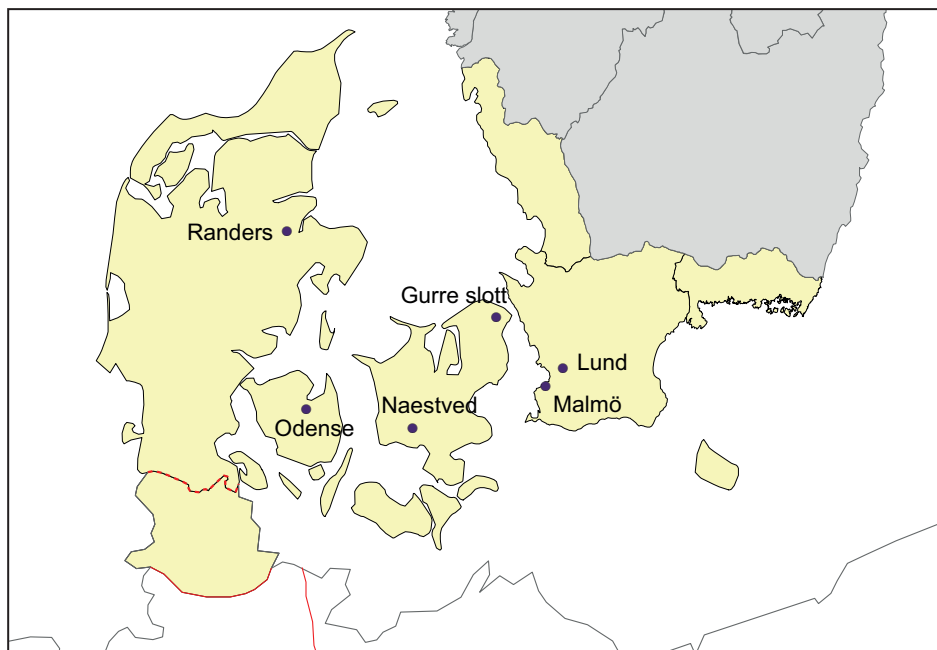 Randers
Gurre slott
Lund
Malmö
Naestved
Odense